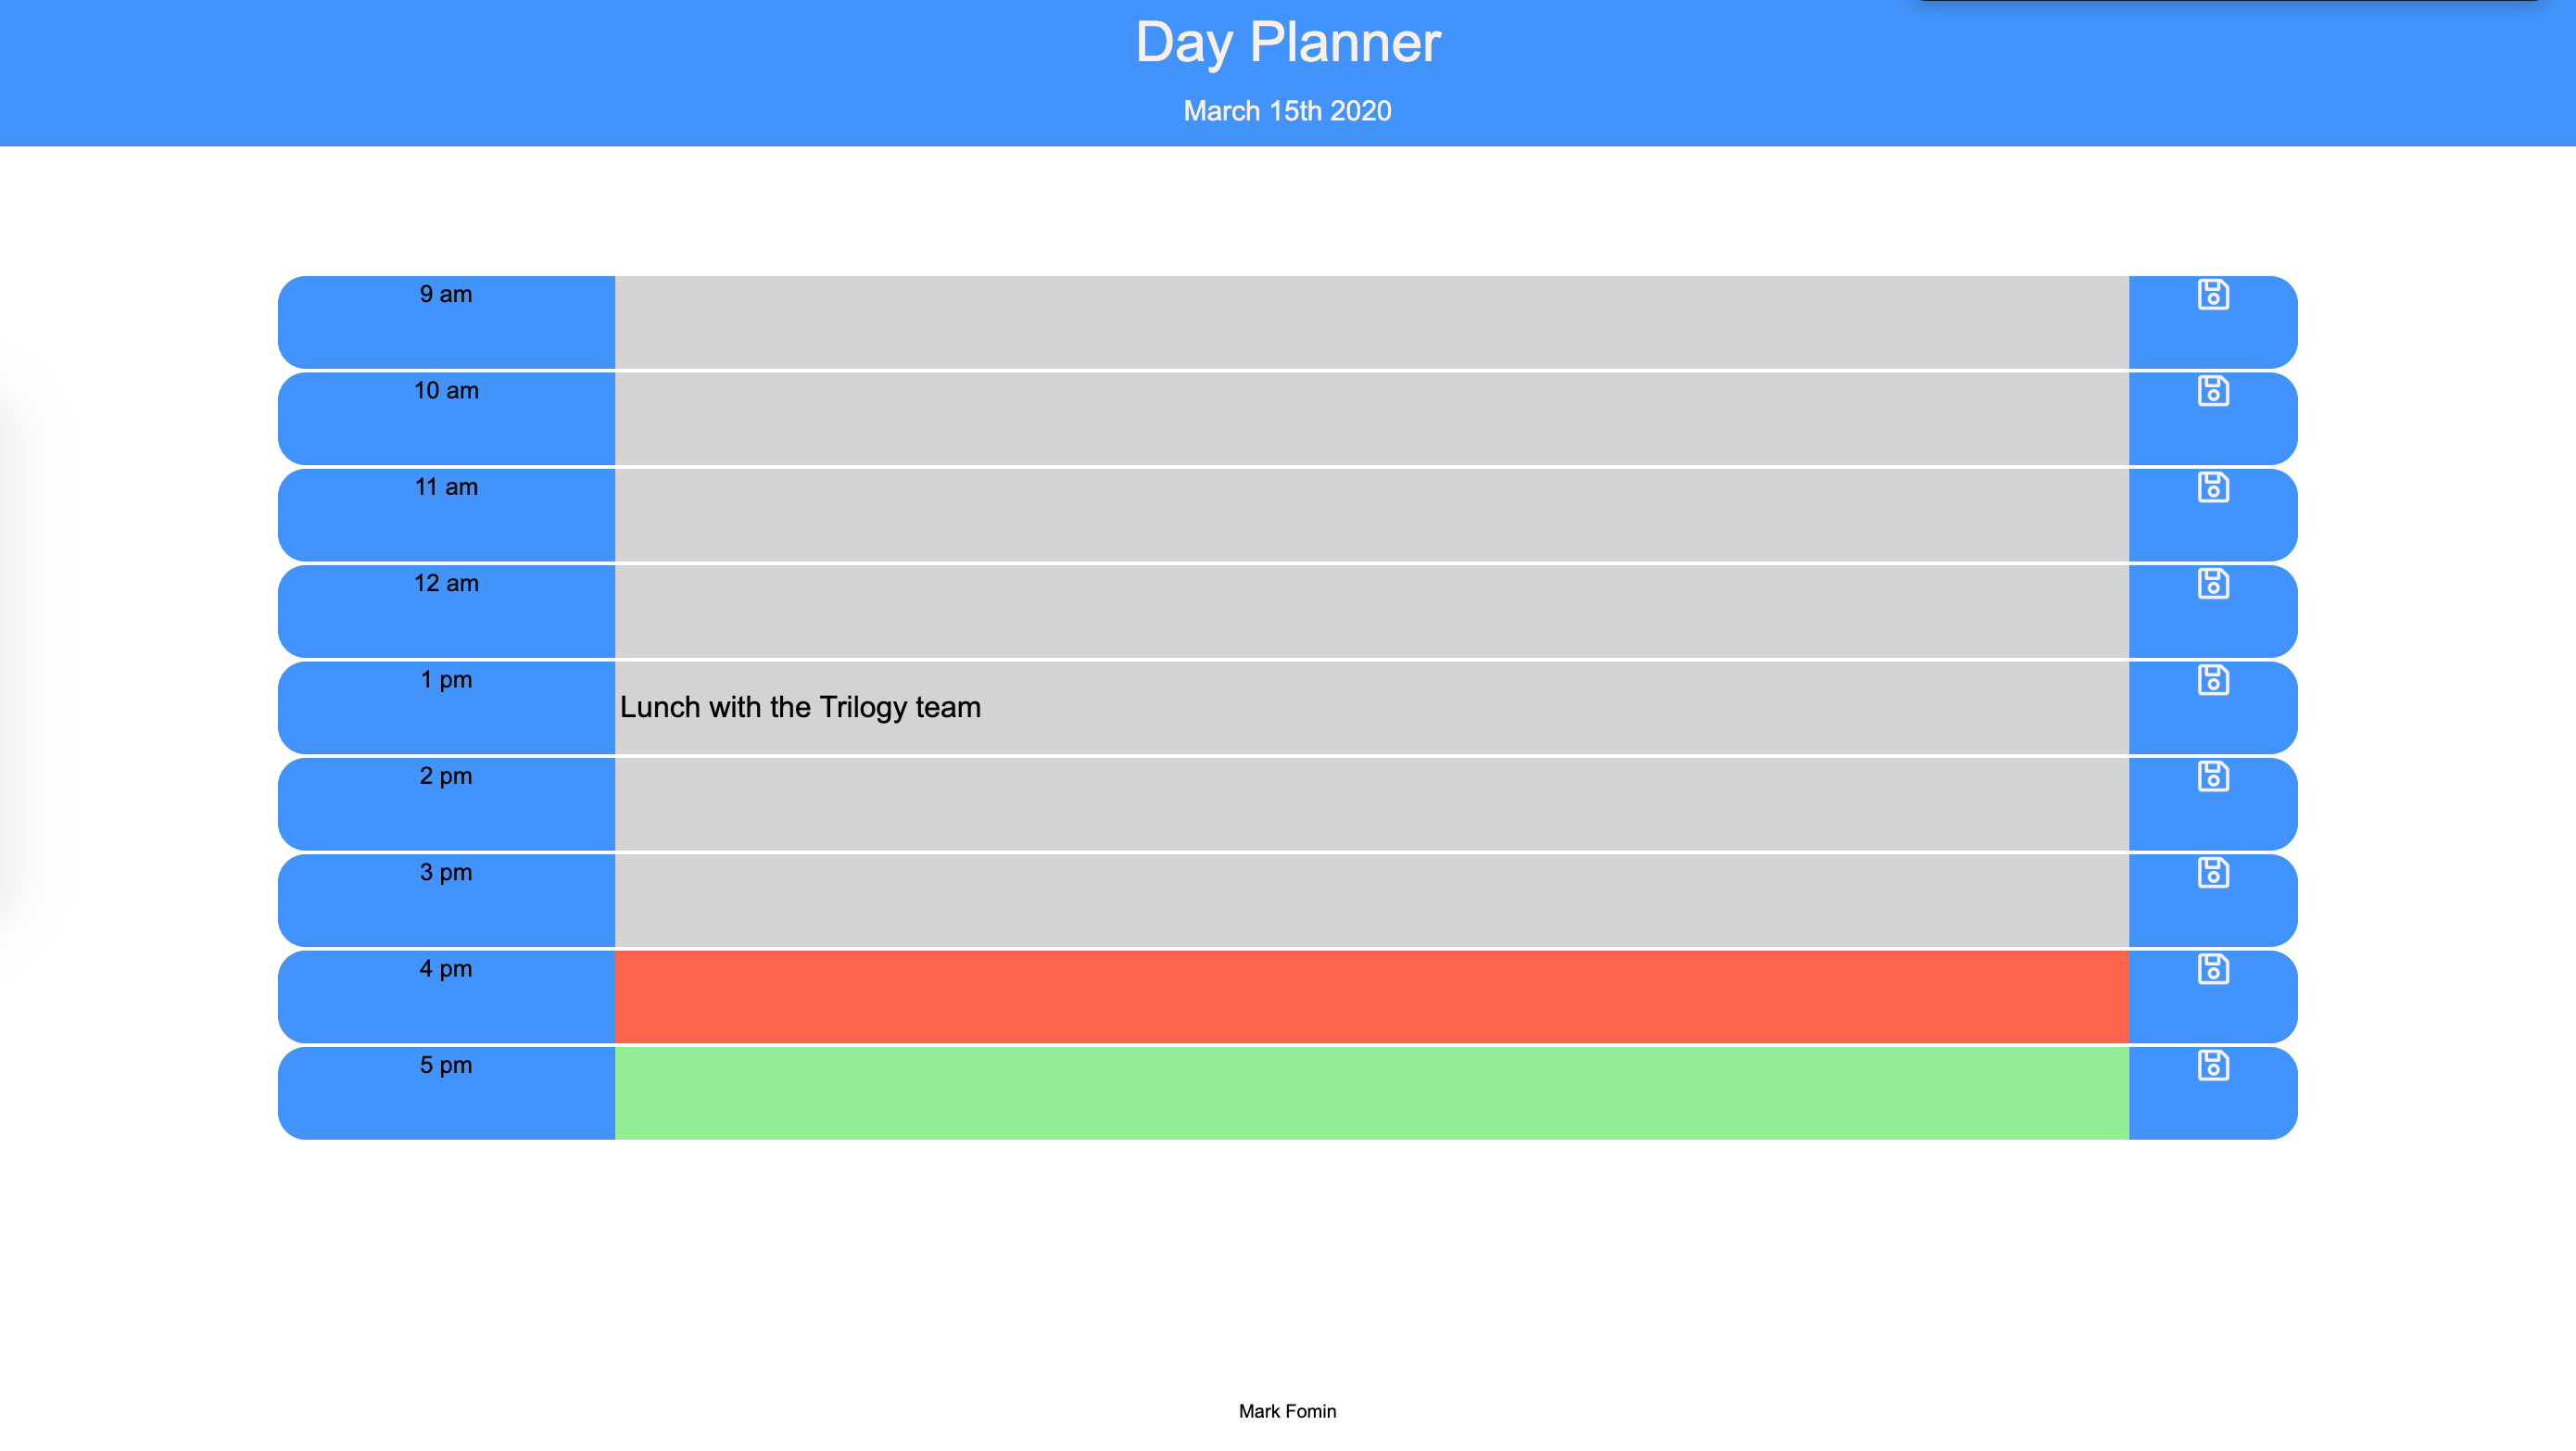 Day Planner
March 15th 2020
9 am
10 am
11 am
12 am
1 pm
Lunch with the Trilogy team
2 pm
3 pm
4 pm
5 pm
Mark Fomin